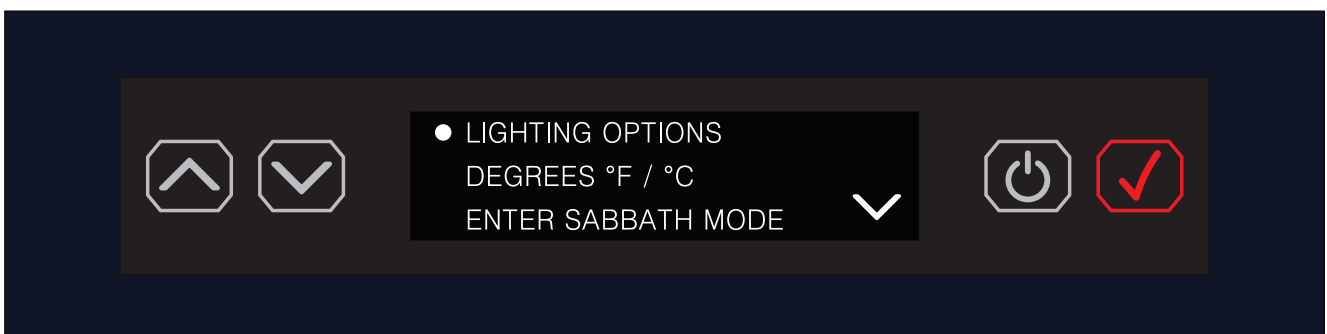 LIGHTING OPTIONS
DEGREES °F / °C
ENTER SABBATH MODE